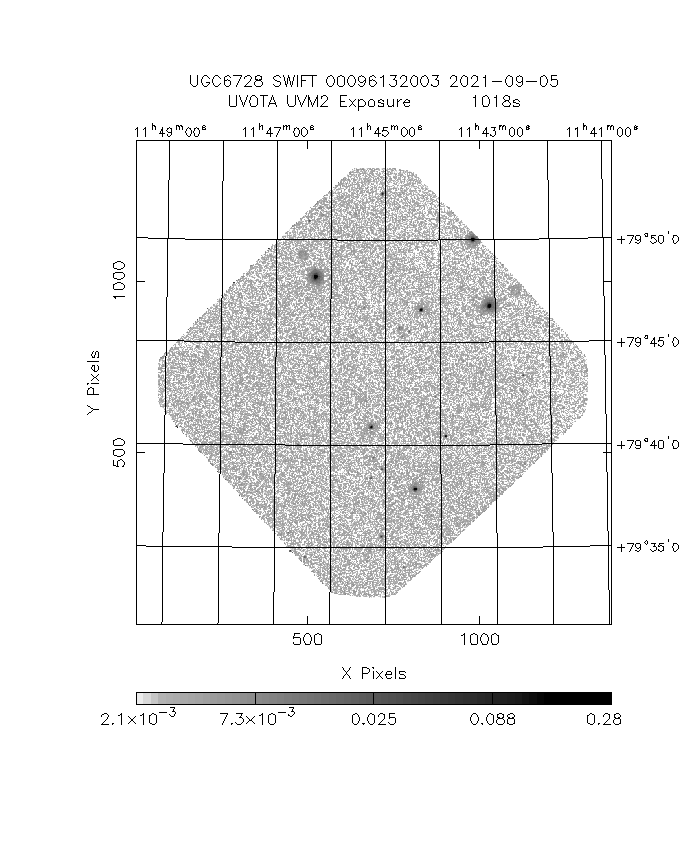 UGC6728 SWIFT 00096132003 2021-09-05
UVOTA UVM2 Exposure 1018s
11h49m00s 11h47m00s 11h45m00s 11h43m00s 11h41m00s
+79°50'0
1000
+79°45'0
Y Pixels
500
+79°40'0
+79°35'0
500 1000
X Pixels
2.1×10−3 7.3×10−3 0.025 0.088 0.28